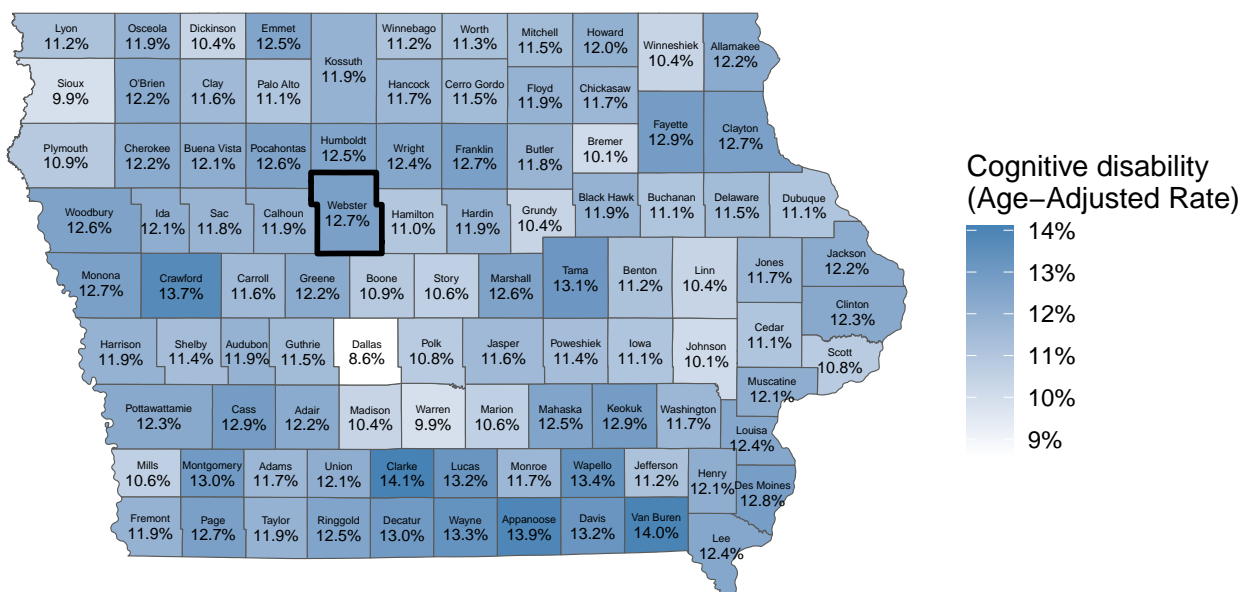 Lyon
11.2%
Osceola
11.9%
Dickinson
10.4%
Emmet
12.5%
Kossuth
11.9%
Winnebago
11.2%
Worth
11.3%
Mitchell
11.5%
Howard
12.0%
Winneshiek
10.4%
Allamakee
12.2%
Sioux
9.9%
O'Brien
12.2%
Clay
11.6%
Palo Alto
11.1%
Hancock
11.7%
Cerro Gordo
11.5%
Floyd
11.9%
Chickasaw
11.7%
Plymouth
10.9%
Cherokee
12.2%
Buena Vista
12.1%
Pocahontas
12.6%
Humboldt
12.5%
Wright
12.4%
Franklin
12.7%
Butler
11.8%
Bremer
10.1%
Fayette
12.9%
Clayton
12.7%
Woodbury
12.6%
Ida
12.1%
Sac
11.8%
Calhoun
11.9%
Webster
12.7%
Hamilton
11.0%
Hardin
11.9%
Grundy
10.4%
Black Hawk
11.9%
Buchanan
11.1%
Delaware
11.5%
Dubuque
11.1%
Monona
12.7%
Crawford
13.7%
Carroll
11.6%
Greene
12.2%
Boone
10.9%
Story
10.6%
Marshall
12.6%
Tama
13.1%
Benton
11.2%
Linn
10.4%
Jones
11.7%
Jackson
12.2%
Clinton
12.3%
Harrison
11.9%
Shelby
11.4%
Audubon
11.9%
Guthrie
11.5%
Dallas
8.6%
Polk
10.8%
Jasper
11.6%
Poweshiek
11.4%
Iowa
11.1%
Johnson
10.1%
Cedar
11.1%
Scott
10.8%
Muscatine
12.1%
Pottawattamie
12.3%
Cass
12.9%
Adair
12.2%
Madison
10.4%
Warren
9.9%
Marion
10.6%
Mahaska
12.5%
Keokuk
12.9%
Washington
11.7%
Louisa
12.4%
Mills
10.6%
Montgomery
13.0%
Adams
11.7%
Union
12.1%
Clarke
14.1%
Lucas
13.2%
Monroe
11.7%
Wapello
13.4%
Jefferson
11.2%
Henry
12.1%
Des Moines
12.8%
Fremont
11.9%
Page
12.7%
Taylor
11.9%
Ringgold
12.5%
Decatur
13.0%
Wayne
13.3%
Appanoose
13.9%
Davis
13.2%
Van Buren
14.0%
Lee
12.4%
Cognitive disability
(Age−Adjusted Rate)
14%
13%
12%
11%
10%
9%